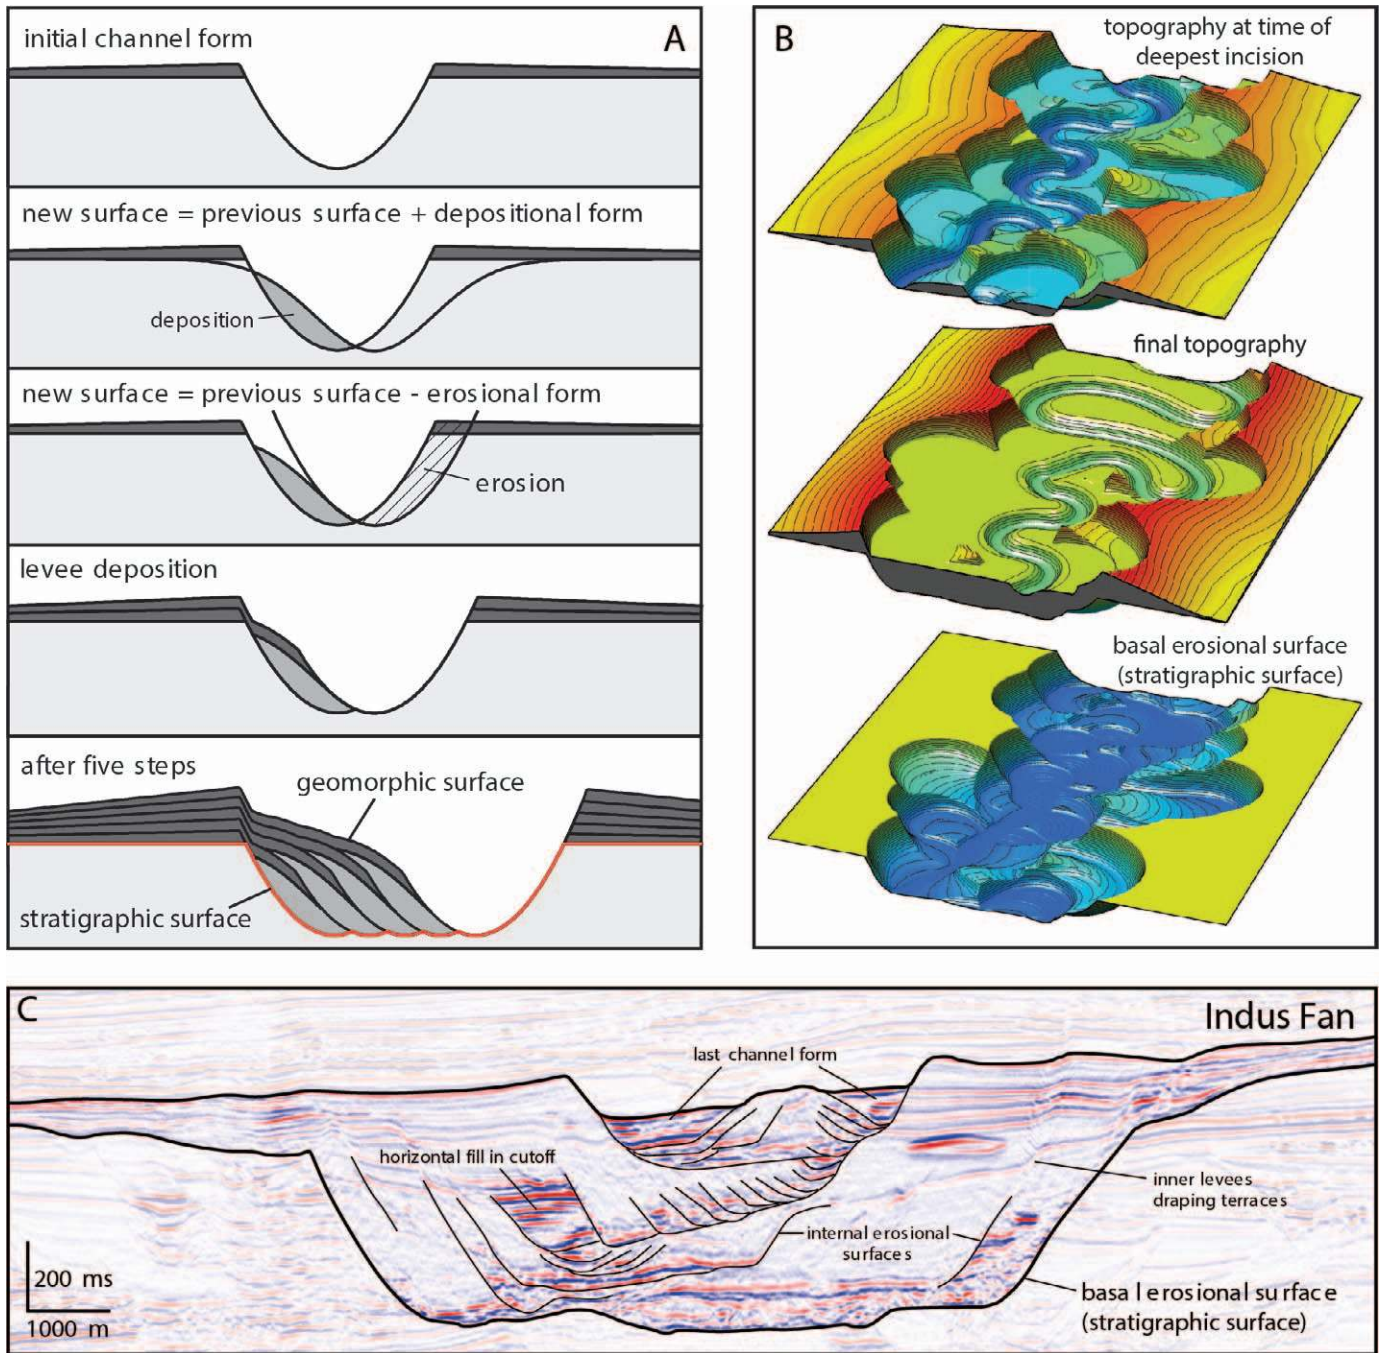 A
initial channel form
new surface = previous surface + depositional form
deposition
new surface = previous surface - erosional form
erosion
levee deposition
after five steps
geomorphic surface
stratigraphic surface
B
topography at time of
deepest incision
final topography
basal erosional surface
(stratigraphic surface)
C
Indus Fan
last channel form
horizontal fill in cutoff
inner levees
draping terraces
internal erosional
surfaces
200 ms
1000 m
basal erosional surface
(stratigraphic surface)